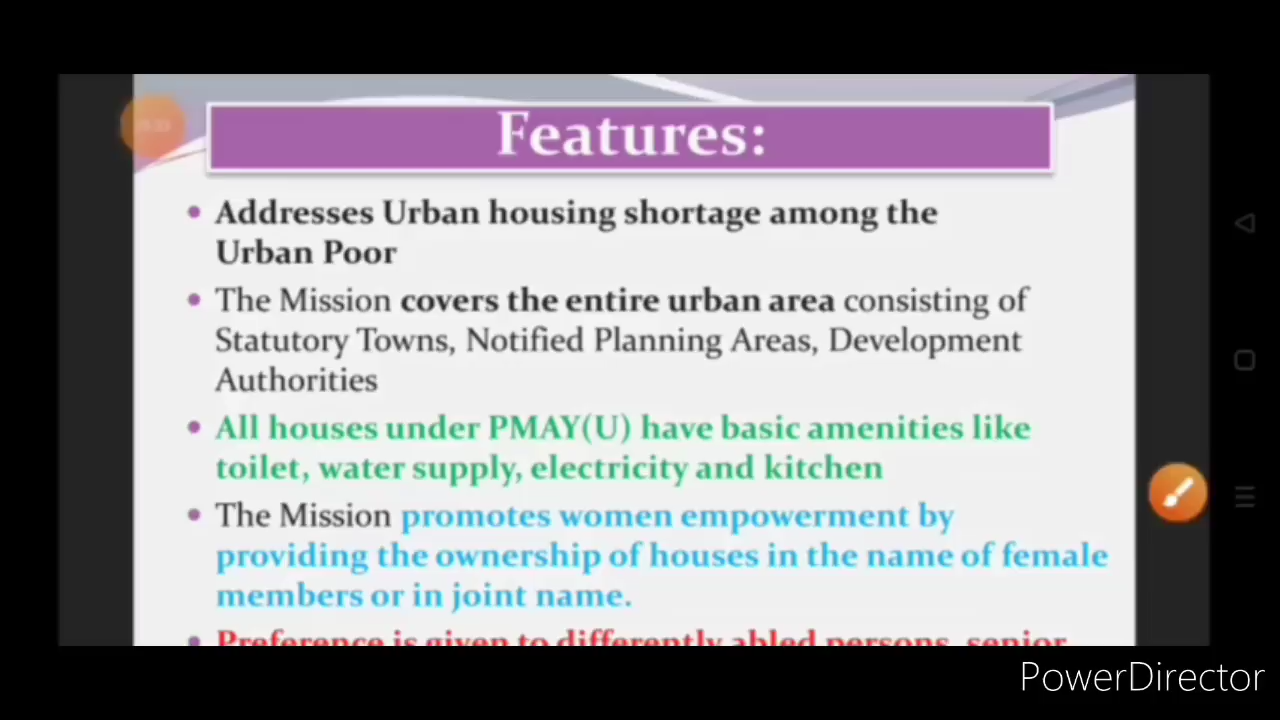 Features:
• Addresses Urban housing shortage among the
Urban Poor
• The Mission covers the entire urban area consisting of
Statutory Towns, Notified Planning Areas, Development
Authorities
• All houses under PMAY(U) have basic amenities like
toilet, water supply, electricity and kitchen
• The Mission promotes women empowerment by
providing the ownership of houses in the name of female
members or in joint name.
• Preference is given to differently abled persons, senior
PowerDirector